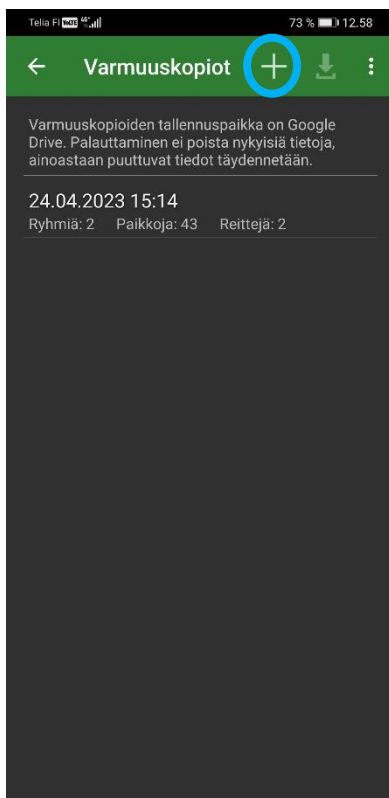 Telia FI VoLTE 73 % 12.58
Varmuuskopiot
Varmuuskopioiden tallennuspaikka on Google
Drive. Palauttaminen ei poista nykyisiä tietoja,
ainoastaan puuttuvat tiedot täydennetään.
24.04.2023 15:14
Ryhmiä: 2 Paikkoja: 43 Reittejä: 2